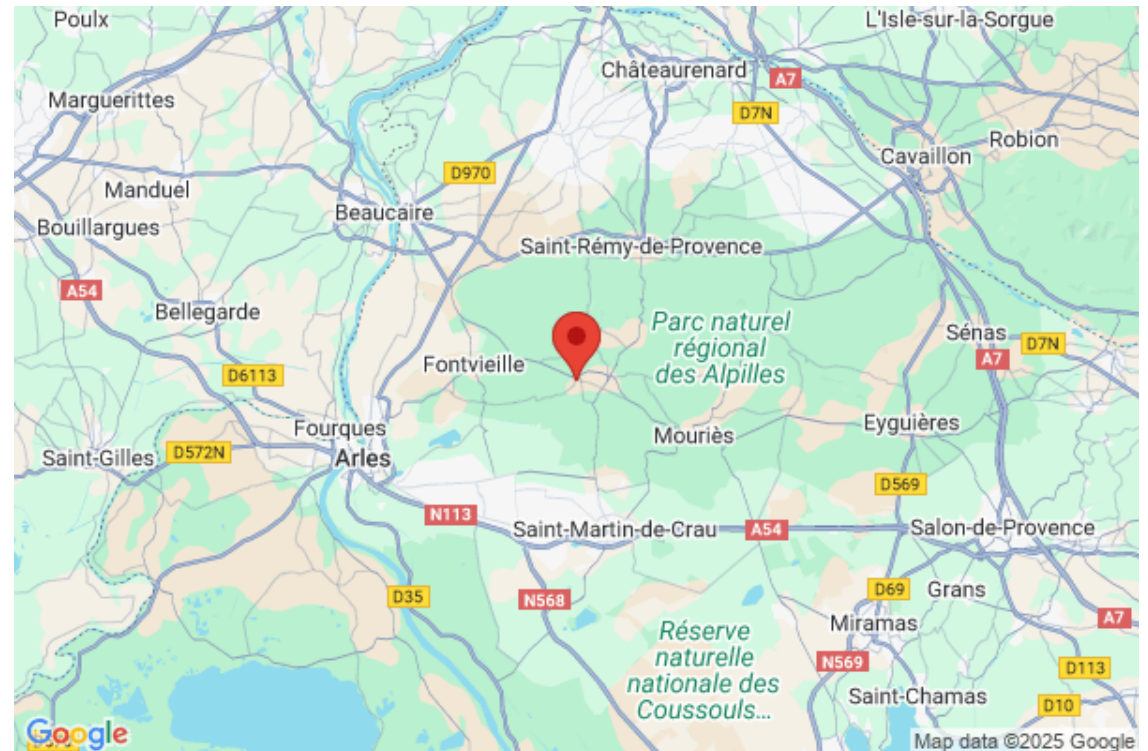 Poulx
L'Isle-sur-la-Sorgue
Châteaurenard
A7
Marguerittes
D7N
Robion
Cavaillon
D970
Manduel
Beaucaire
Bouillargues
Saint-Rémy-de-Provence
A54
Bellegarde
Parc naturel
régional
des Alpilles
Sénas
D7N
A7
Fontvieille
D6113
Fourques
Mouriès
Eyguières
Saint-Gilles
D572N
Arles
D569
N113
Saint-Martin-de-Crau
A54
Salon-de-Provence
D35
N568
D69
Grans
A7
Réserve
naturelle
nationale des
Coussouls...
Miramas
N569
D113
Saint-Chamas
D10
Google
Map data ©2025 Google